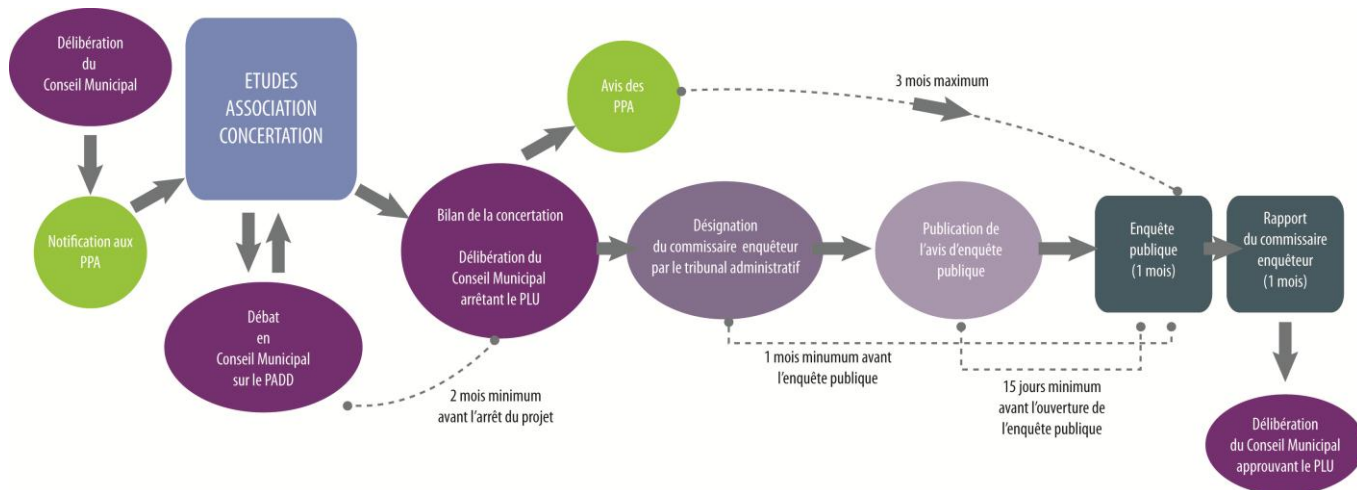 Délibération
du
Conseil Municipal
Notification aux
PPA
ETUDES
ASSOCIATION
CONCERTATION
Débat
en
Conseil Municipal
sur le PADD
2 mois minimum
avant l'arrêt du projet
Bilan de la concertation
Délibération du
Conseil Municipal
arrêtant le PLU
Avis des
PPA
3 mois maximum
Désignation
du commissaire enquêteur
par le tribunal administratif
Publication de
l'avis d'enquête
publique
1 mois minumum avant
l'enquête publique
15 jours minimum
avant l'ouverture de
l'enquête publique
Enquête
publique
(1 mois)
Rapport
du commissaire
enquêteur
(1 mois)
Délibération
du Conseil Municipal
approuvant le PLU